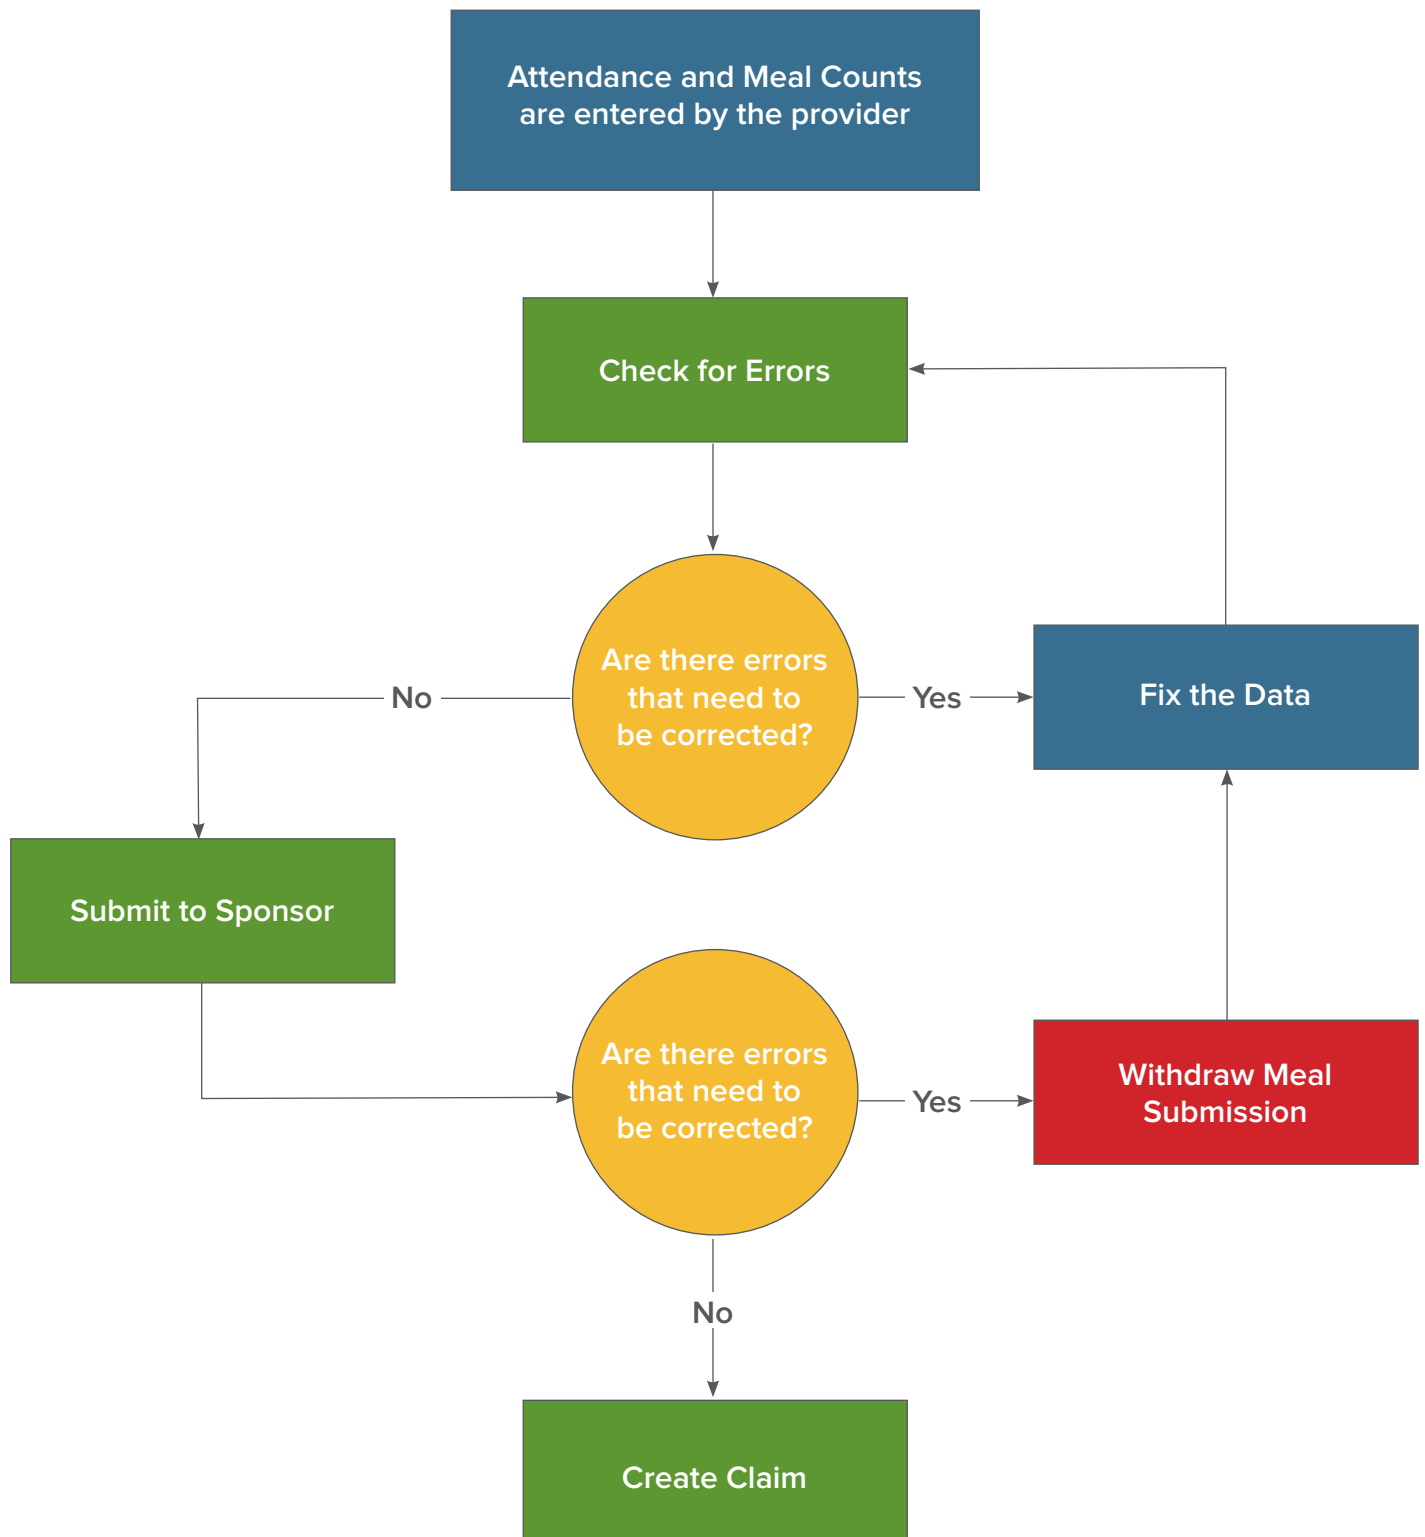 Attendance and Meal Counts
are entered by the provider
Check for Errors
Are there errors
that need to
be corrected?
No
Yes
Fix the Data
Submit to Sponsor
Are there errors
that need to
be corrected?
Yes
Withdraw Meal
Submission
No
Create Claim